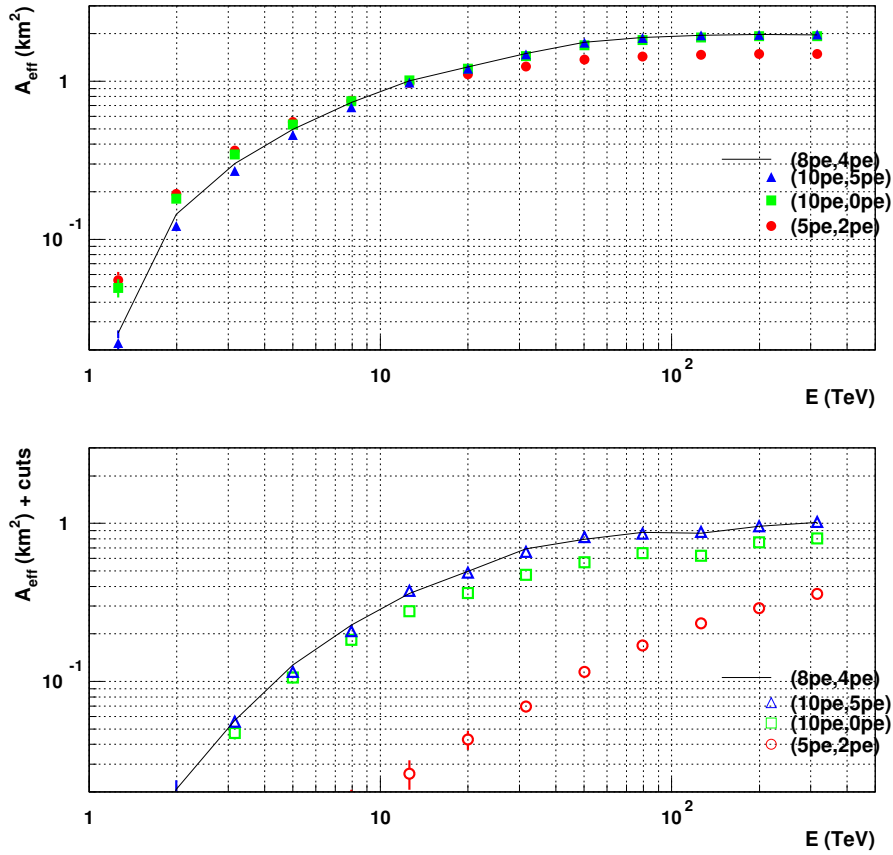 A_eff (km²)
1
10⁻¹
(8pe,4pe)
(10pe,5pe)
(10pe,0pe)
(5pe,2pe)
1
10
10²
E (TeV)
A_eff (km²) + cuts
1
10⁻¹
(8pe,4pe)
(10pe,5pe)
(10pe,0pe)
(5pe,2pe)
1
10
10²
E (TeV)